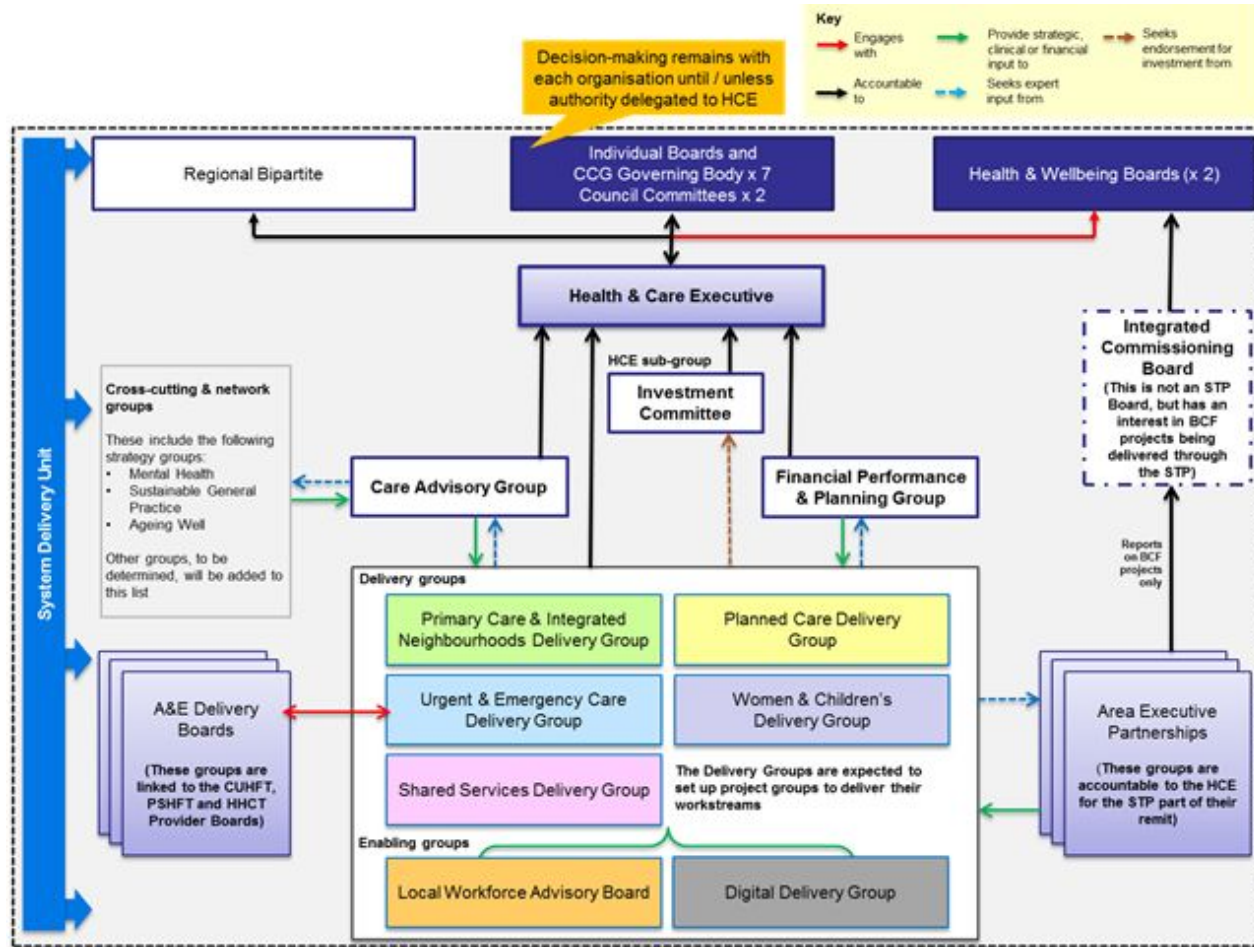 Key
Engages
with
Provide strategic,
clinical or financial
input to
Seeks
endorsement for
investment from
Accountable
to
Seeks expert
input from
Decision-making remains with
each organisation until / unless
authority delegated to HCE
Regional Bipartite
Individual Boards and
CCG Governing Body x 7
Council Committees x 2
Health & Wellbeing Boards (x 2)
Health & Care Executive
System Delivery Unit
Cross-cutting & network
groups
These include the following
strategy groups:
• Mental Health
• Sustainable General
Practice
• Ageing Well
Other groups, to be
determined, will be added to
this list
HCE sub-group
Investment
Committee
Care Advisory Group
Financial Performance
& Planning Group
Integrated
Commissioning
Board
(This is not an STP
Board, but has an
interest in BCF
projects being
delivered through
the STP)
Reports
on BCF
projects
only
Delivery groups
Primary Care & Integrated
Neighbourhoods Delivery Group
Planned Care Delivery
Group
Urgent & Emergency Care
Delivery Group
Women & Children's
Delivery Group
Shared Services Delivery Group
The Delivery Groups are expected to
set up project groups to deliver their
workstreams
Enabling groups
Local Workforce Advisory Board
Digital Delivery Group
A&E Delivery
Boards
(These groups are
linked to the CUHFT,
PSHFT and HHCT
Provider Boards)
Area Executive
Partnerships
(These groups are
accountable to the HCE
for the STP part of their
remit)